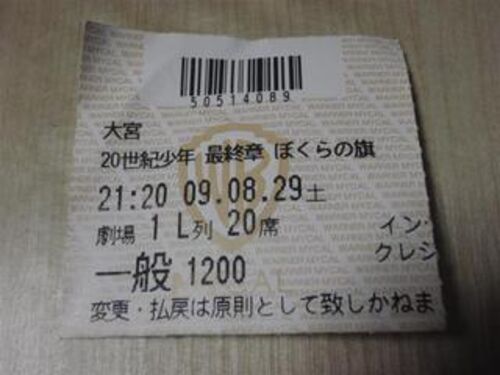 50514089
大宮
20世紀少年 最終章 ぼくらの旗
21:20 09.08.29土
劇場 1 L列 20席
イン・
クレジ
一般 1200
変更・払戻は原則として致しかねま